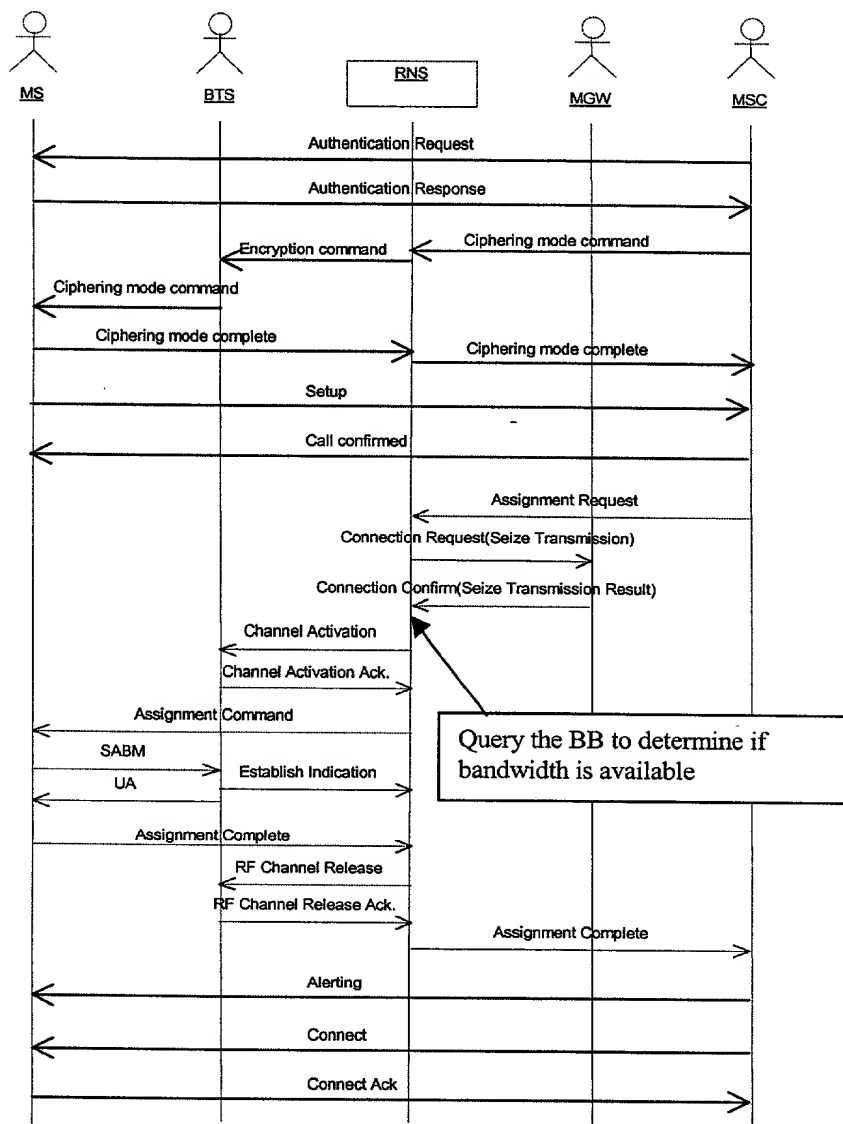 MS
BTS
RNS
MGW
MSC
Authentication Request
Authentication Response
Encryption command
Ciphering mode command
Ciphering mode command
Ciphering mode complete
Ciphering mode complete
Setup
Call confirmed
Assignment Request
Connection Request(Seize Transmission)
Connection Confirm(Seize Transmission Result)
Channel Activation
Channel Activation Ack.
Assignment Command
Query the BB to determine if
bandwidth is available
SABM
Establish Indication
UA
Assignment Complete
RF Channel Release
RF Channel Release Ack.
Assignment Complete
Alerting
Connect
Connect Ack